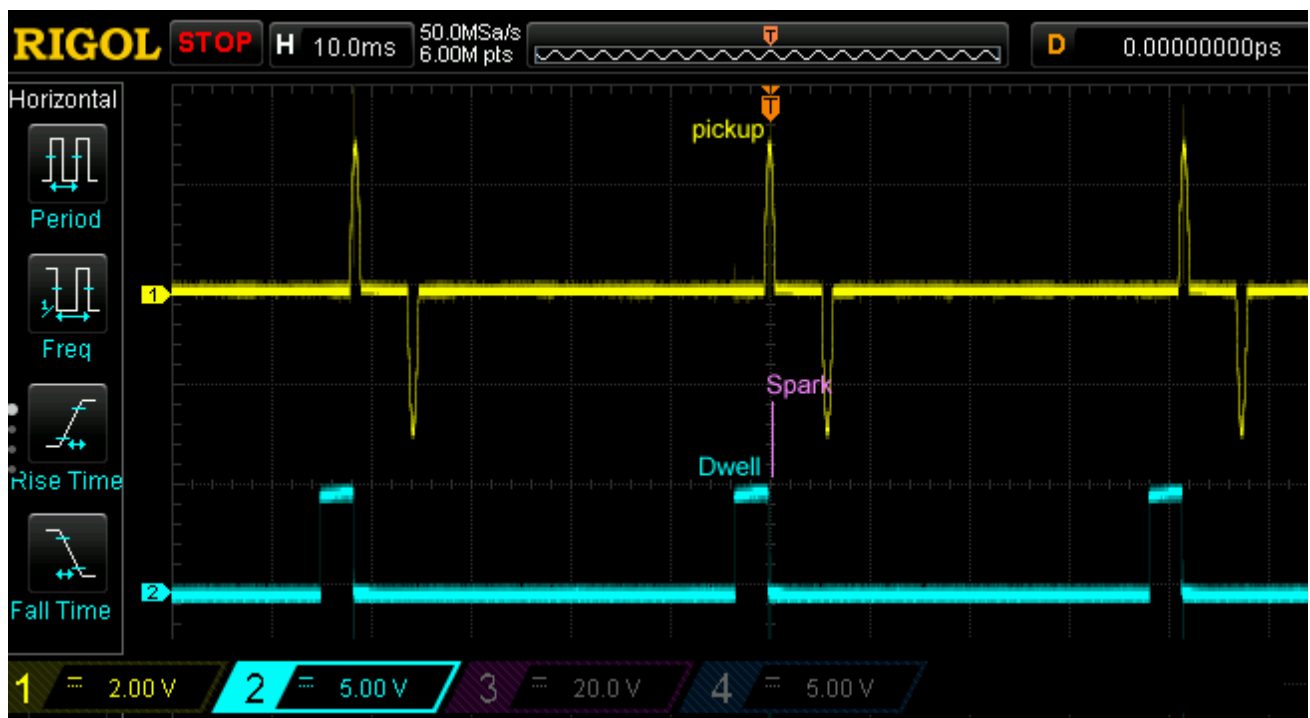 RIGOL STOP H 10.0ms 50.0MSa/s T D 0.00000000ps
6.00M pts
Horizontal
T
pickup
Period
1
Freq
Spark
Dwell
Rise Time
2
Fall Time
1 2.00 V 2 5.00 V 3 20.0 V 4 5.00 V